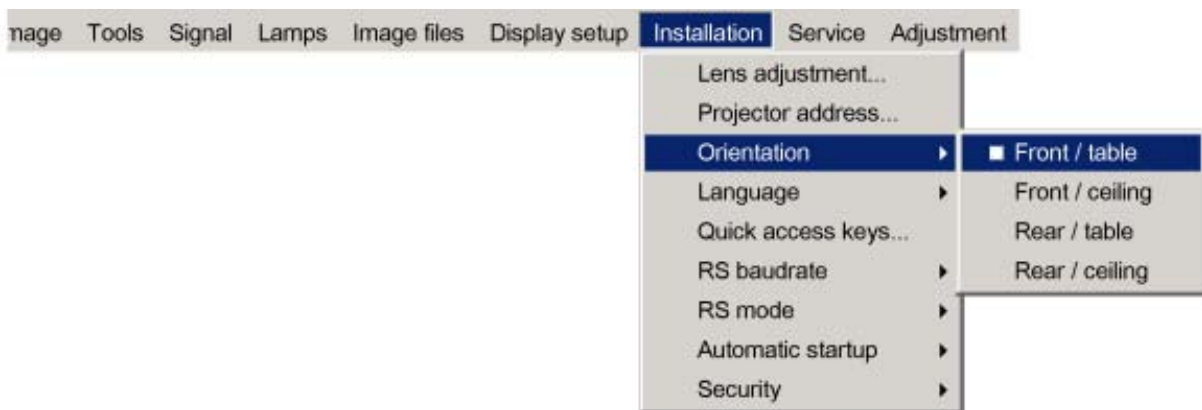 mage Tools Signal Lamps Image files Display setup Installation Service Adjustment
Lens adjustment...
Projector address...
Orientation Front / table
Language Front / ceiling
Quick access keys... Rear / table
RS baudrate Rear / ceiling
RS mode
Automatic startup
Security